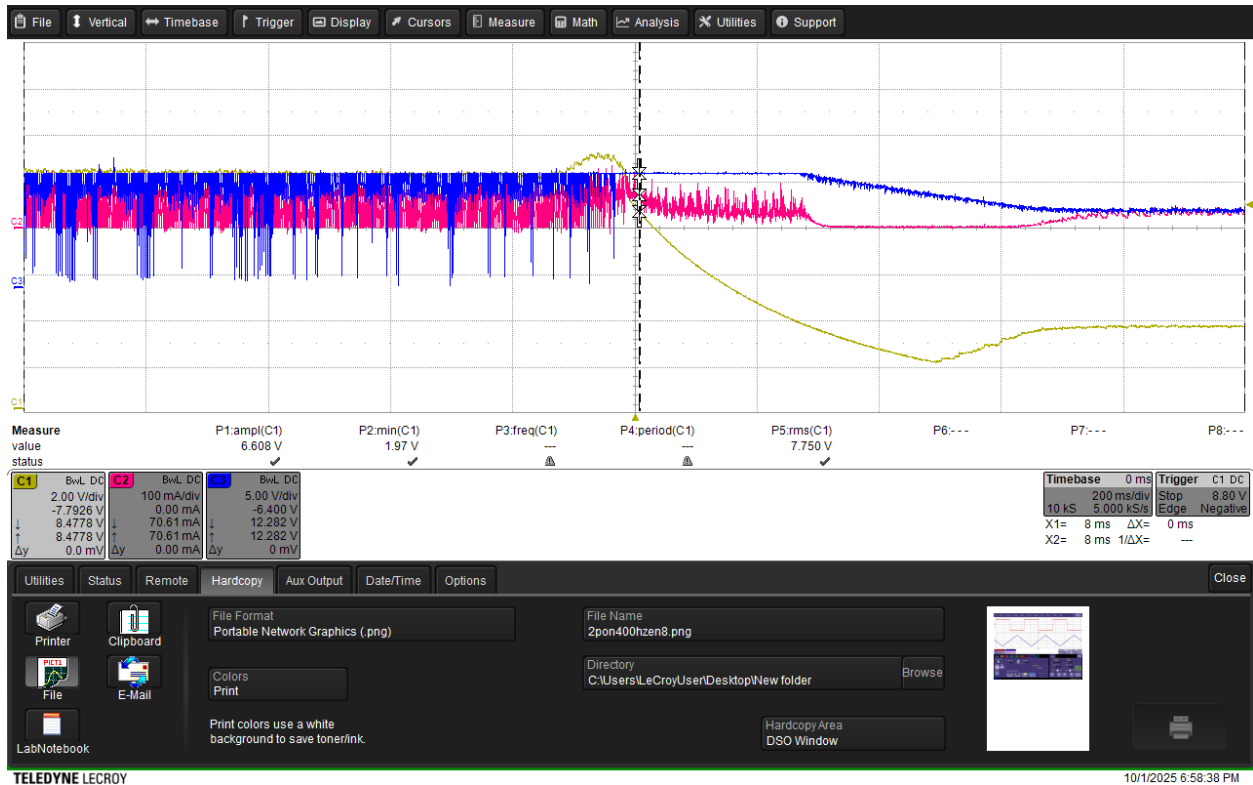 File Vertical Timebase Trigger Display Cursors Measure Math Analysis Utilities Support
C2
C3
C1
Measure P1:ampl(C1) P2:min(C1) P3:freq(C1) P4:period(C1) P5:rms(C1) P6:- - - P7:- - - P8:- - -
value 6.608 V 1.97 V --- --- 7.750 V
status
C1 BwL DC C2 BwL DC C3 BwL DC Timebase 0 ms Trigger C1 DC
2.00 V/div 100 mA/div 5.00 V/div 200 ms/div Stop 8.80 V
-7.7926 V 0.00 mA -6.400 V 10 kS 5.000 kS/s Edge Negative
↓ 8.4778 V ↓ 70.61 mA ↓ 12.282 V X1= 8 ms ΔX= 0 ms
↑ 8.4778 V ↑ 70.61 mA ↑ 12.282 V X2= 8 ms 1/ΔX= ---
Δy 0.0 mV Δy 0.00 mA Δy 0 mV
Utilities Status Remote Hardcopy Aux Output Date/Time Options Close
Printer Clipboard
PICT1
File E-Mail
LabNotebook
File Format
Portable Network Graphics (.png)
Colors
Print
Print colors use a white
background to save toner/ink.
File Name
2pon400hzen8.png
Directory
C:\Users\LeCroyUser\Desktop\New folder Browse
Hardcopy Area
DSO Window
TELEDYNE LECROY 10/1/2025 6:58:38 PM